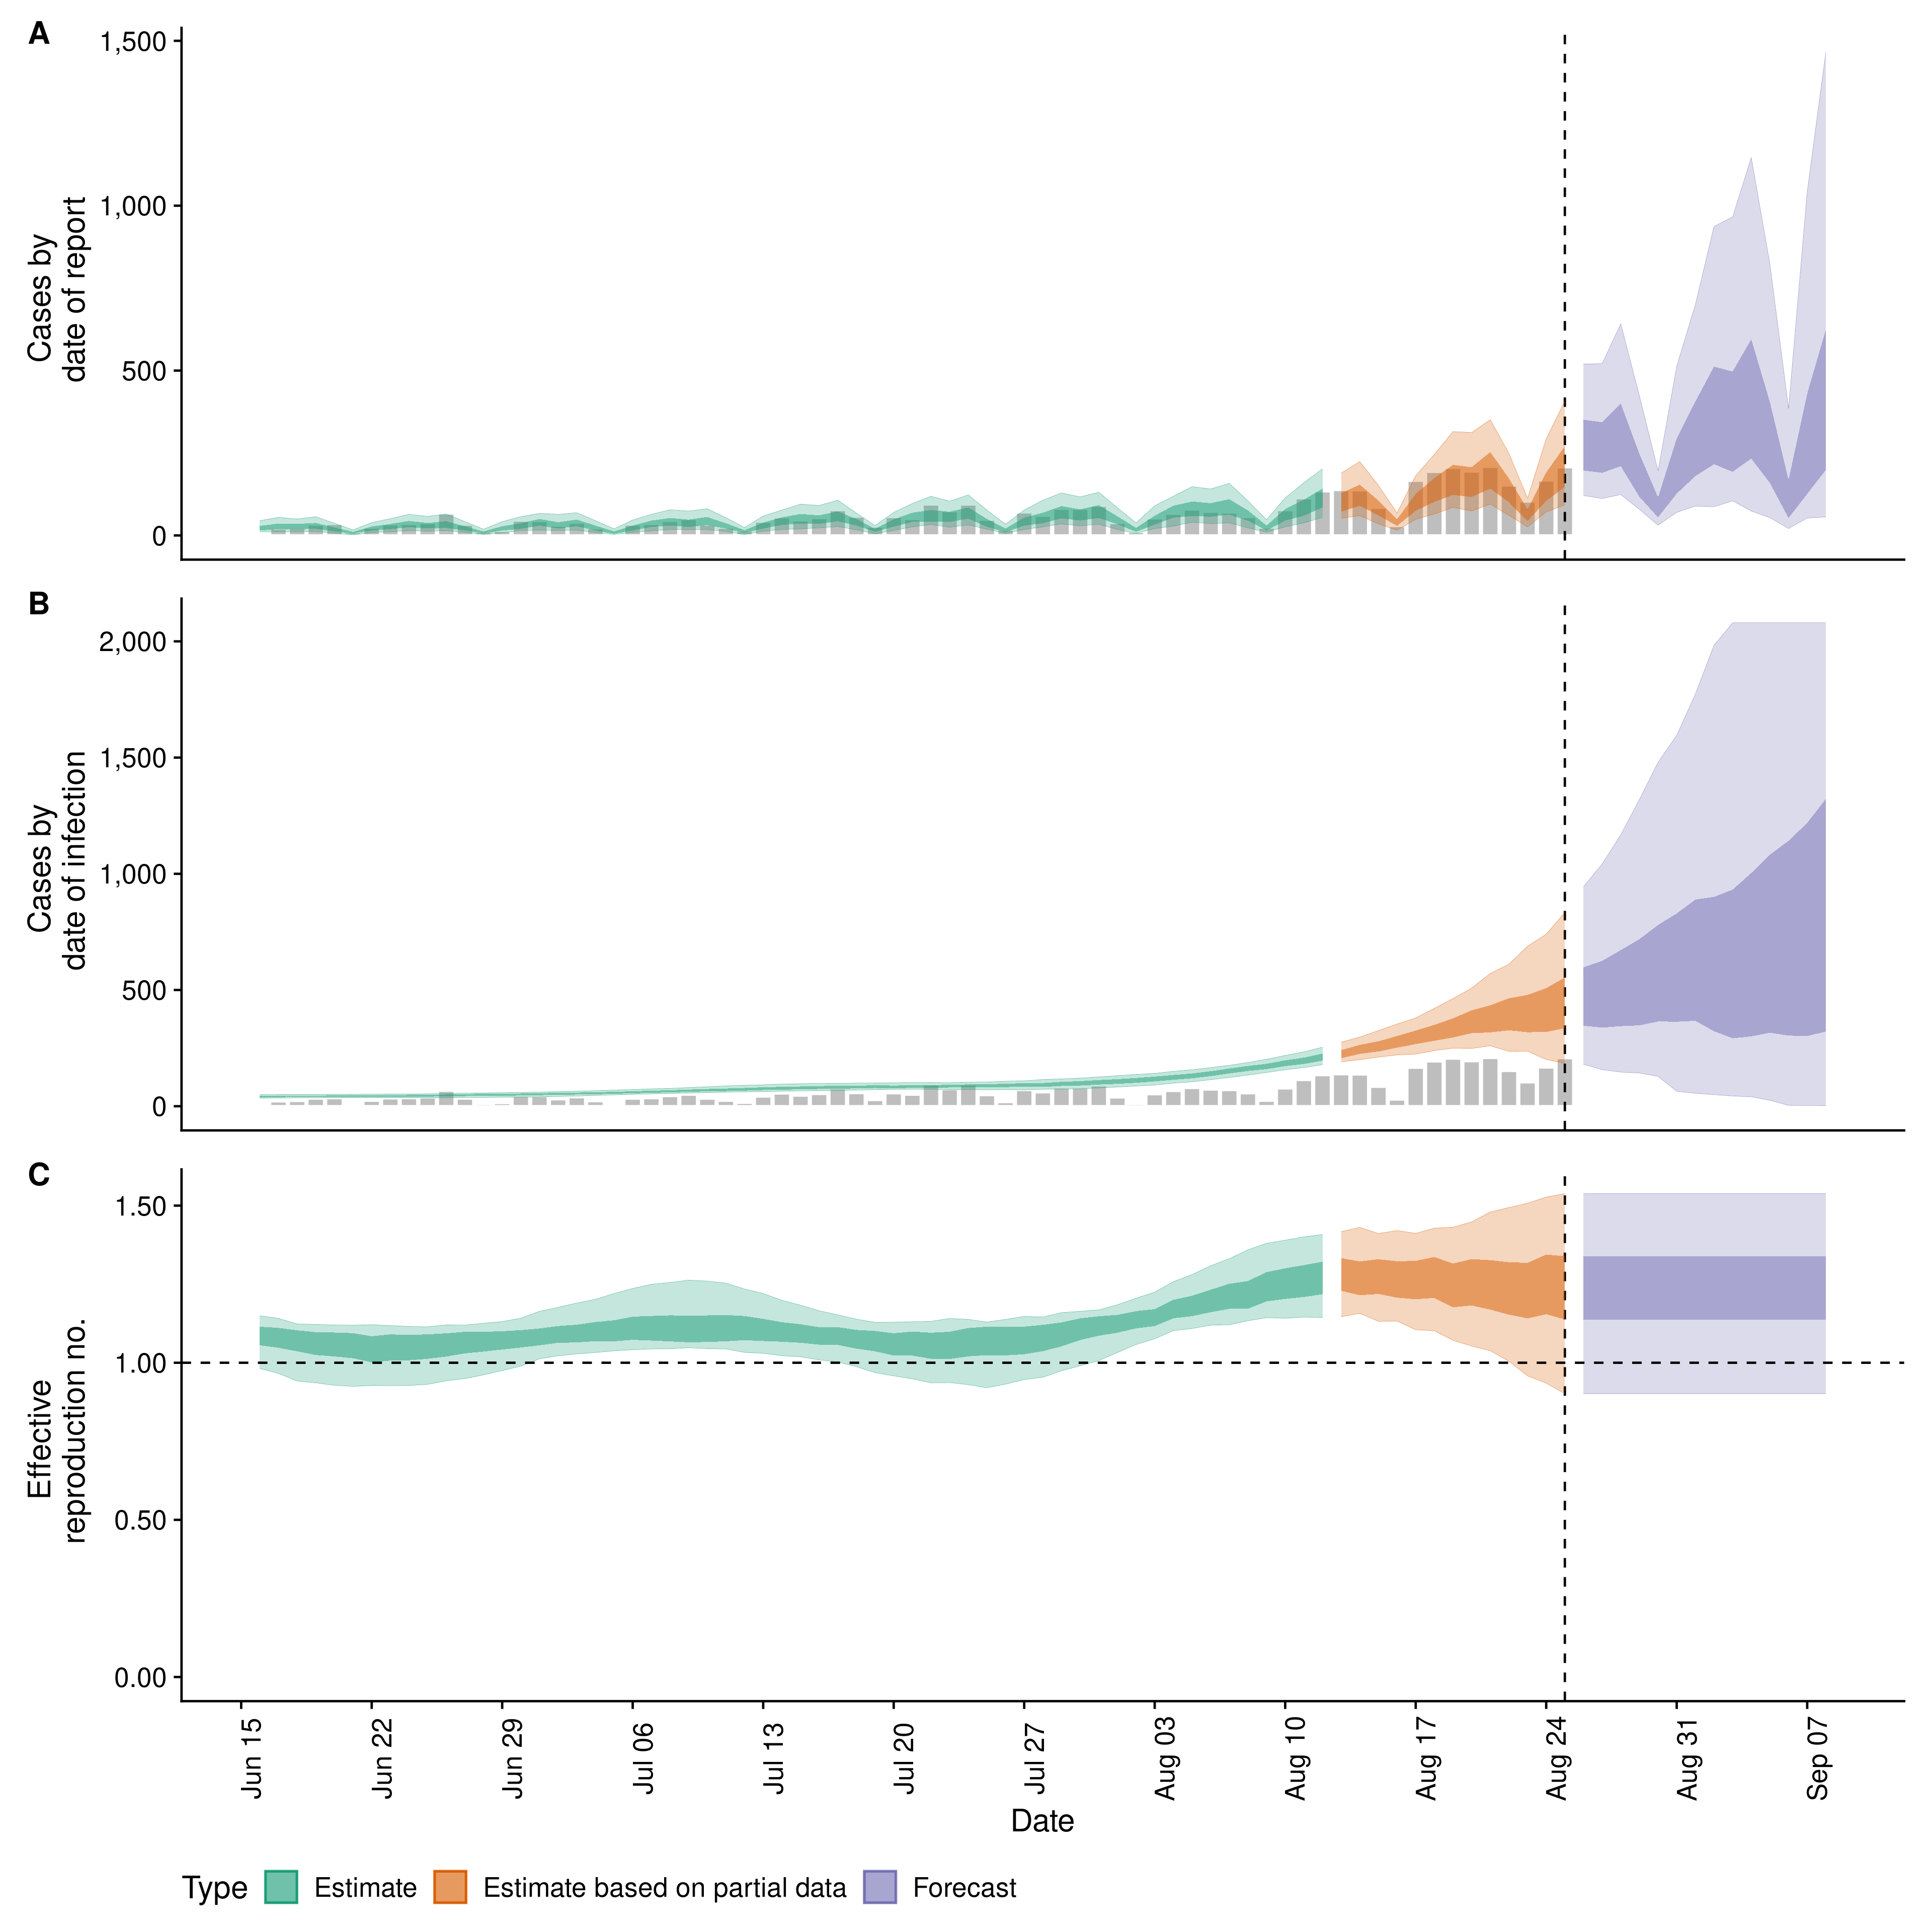 A
1,500
1,000
500
0
Cases by
date of report
B
2,000
1,500
1,000
500
0
Cases by
date of infection
C
1.50
1.00
0.50
0.00
Effective
reproduction no.
Jun 15
Jun 22
Jun 29
Jul 06
Jul 13
Jul 20
Jul 27
Aug 03
Aug 10
Aug 17
Aug 24
Aug 31
Sep 07
Date
Type Estimate Estimate based on partial data Forecast